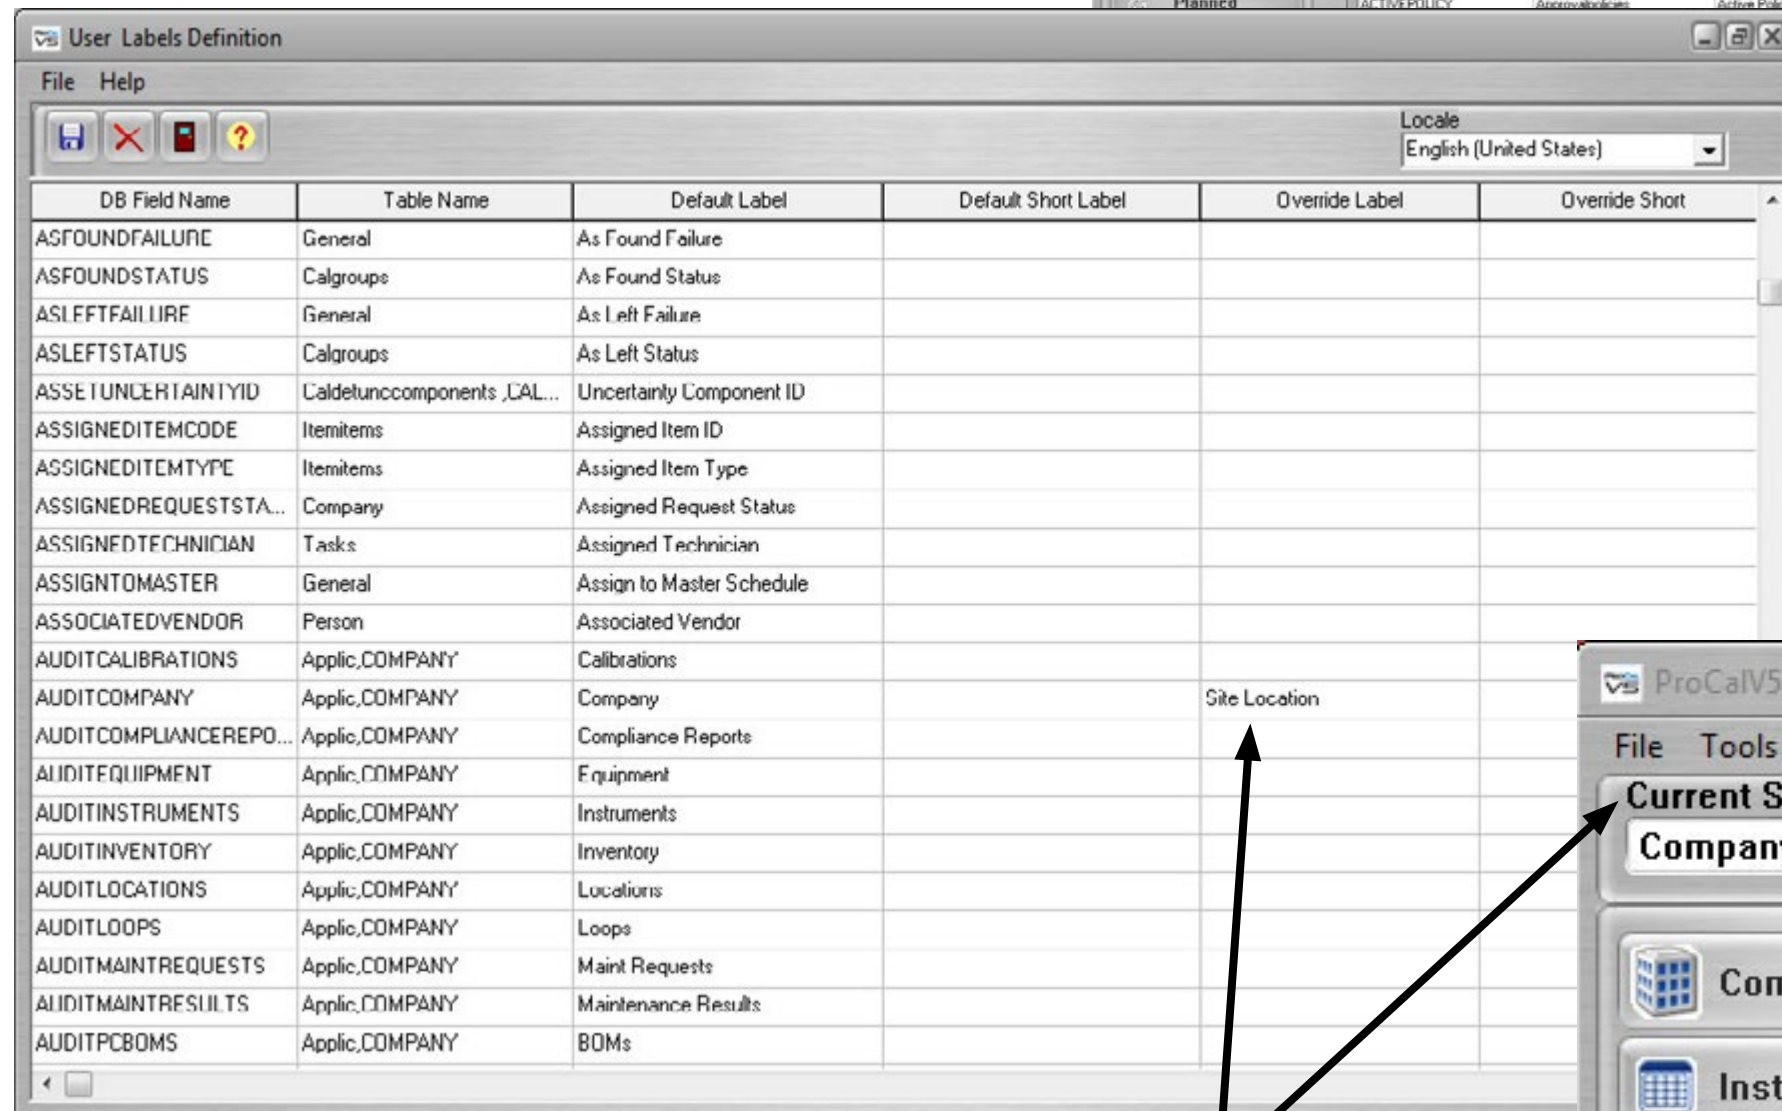 Planned ACTIVEPOLICY Approvalpolicies
User Labels Definition
File Help
Locale
English (United States)
DB Field Name Table Name Default Label Default Short Label Override Label Override Short
ASFOUNDFAILURE General As Found Failure
ASFOUNDSTATUS Calgroups As Found Status
ASLEFTFAILURE General As Left Failure
ASLEFTSTATUS Calgroups As Left Status
ASSETUNCERTAINTYID Caldetunccomponents ,CAL... Uncertainty Component ID
ASSIGNEDITEMCODE Itemitems Assigned Item ID
ASSIGNEDITEMTYPE Itemitems Assigned Item Type
ASSIGNEDREQUESTSTA... Company Assigned Request Status
ASSIGNEDTECHNICIAN Tasks Assigned Technician
ASSIGNTOMASTER General Assign to Master Schedule
ASSOCIATEDVENDOR Person Associated Vendor
AUDITCALIBRATIONS Applic,COMPANY Calibrations
AUDITCOMPANY Applic,COMPANY Company Site Location
AUDITCOMPLIANCEREPO... Applic,COMPANY Compliance Reports
AUDITEQUIPMENT Applic,COMPANY Equipment
AUDITINSTRUMENTS Applic,COMPANY Instruments
AUDITINVENTORY Applic,COMPANY Inventory
AUDITLOCATIONS Applic,COMPANY Locations
AUDITLOOPS Applic,COMPANY Loops
AUDITMAINTREQUESTS Applic,COMPANY Maint Requests
AUDITMAINTRESULTS Applic,COMPANY Maintenance Results
AUDITPCBOMS Applic,COMPANY BOMs
ProCalV5
File Tools
Current S
Company
Com
Inst